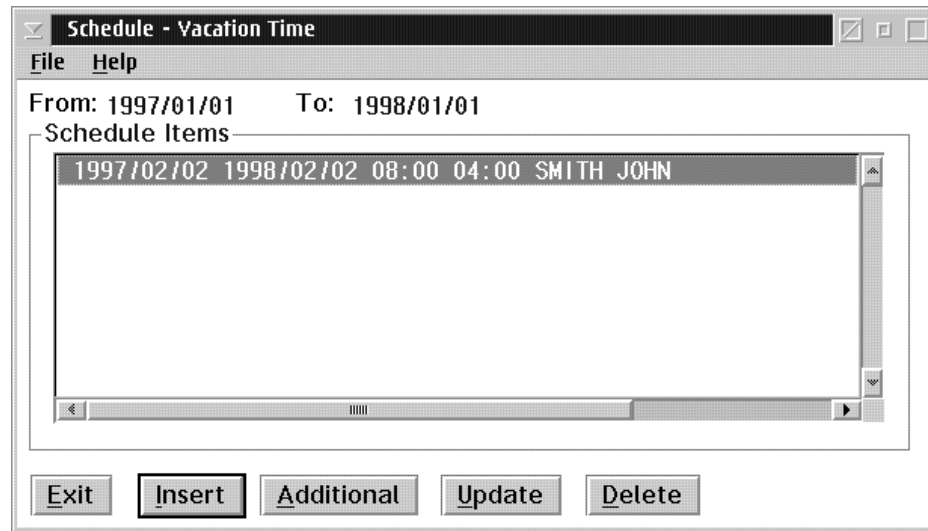 Schedule - Vacation Time
File Help
From: 1997/01/01 To: 1998/01/01
Schedule Items
1997/02/02 1998/02/02 08:00 04:00 SMITH JOHN
Exit Insert Additional Update Delete